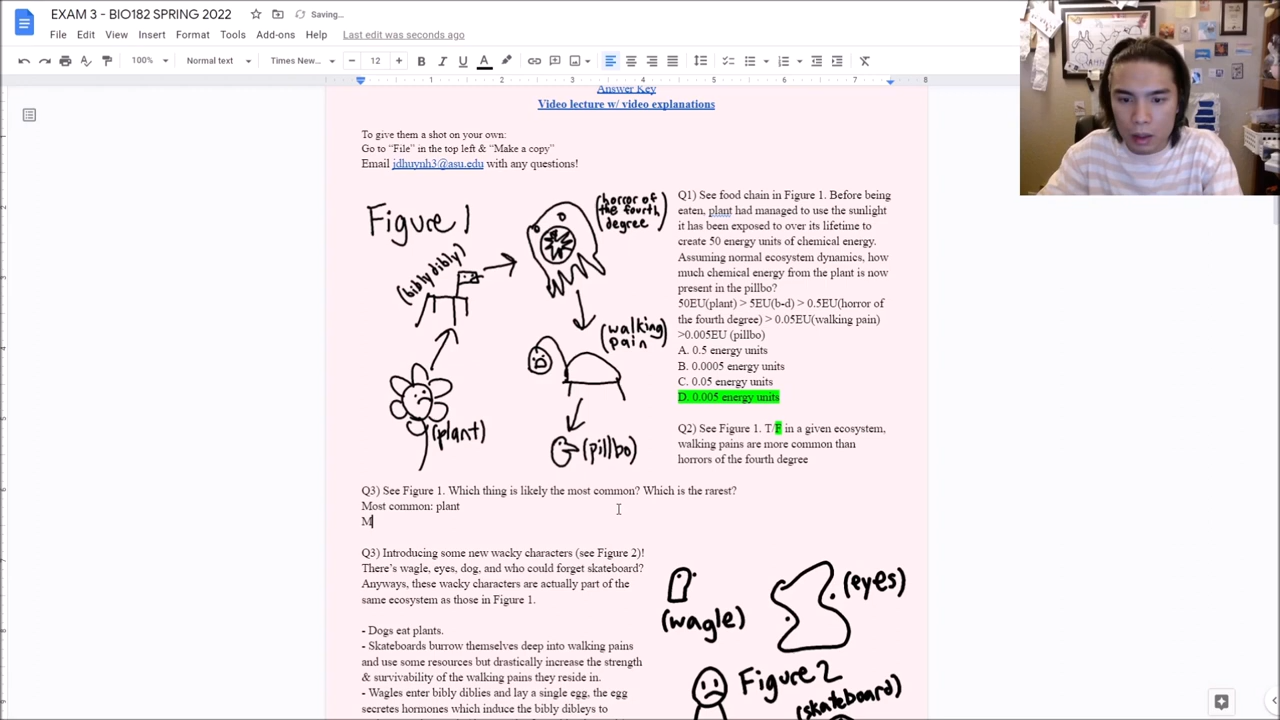 EXAM 3 - BIO182 SPRING 2022
Saving...
File Edit View Insert Format Tools Add-ons Help Last edit was seconds ago
100% Normal text Times New... 12
1 2 3 4 5 6 7 8
Answer Key
Video lecture w/ video explanations
To give them a shot on your own:
Go to “File” in the top left & “Make a copy”
Email jdhuynh3@asu.edu with any questions!
Figure 1
(bibly dibly)
(horror of
the fourth
degree)
(walking
pain)
(plant)
(pillbo)
Q1) See food chain in Figure 1. Before being
eaten, plant had managed to use the sunlight
it has been exposed to over its lifetime to
create 50 energy units of chemical energy.
Assuming normal ecosystem dynamics, how
much chemical energy from the plant is now
present in the pillbo?
50EU(plant) > 5EU(b-d) > 0.5EU(horror of
the fourth degree) > 0.05EU(walking pain)
>0.005EU (pillbo)
A. 0.5 energy units
B. 0.0005 energy units
C. 0.05 energy units
D. 0.005 energy units
Q2) See Figure 1. T/F in a given ecosystem,
walking pains are more common than
horrors of the fourth degree
Q3) See Figure 1. Which thing is likely the most common? Which is the rarest?
Most common: plant
M
Q3) Introducing some new wacky characters (see Figure 2)!
There’s wagle, eyes, dog, and who could forget skateboard?
Anyways, these wacky characters are actually part of the
same ecosystem as those in Figure 1.
- Dogs eat plants.
- Skateboards burrow themselves deep into walking pains
and use some resources but drastically increase the strength
& survivability of the walking pains they reside in.
- Wagles enter bibly diblies and lay a single egg, the egg
secretes hormones which induce the bibly dibleys to
(wagle)
(eyes)
Figure 2
(skateboard)